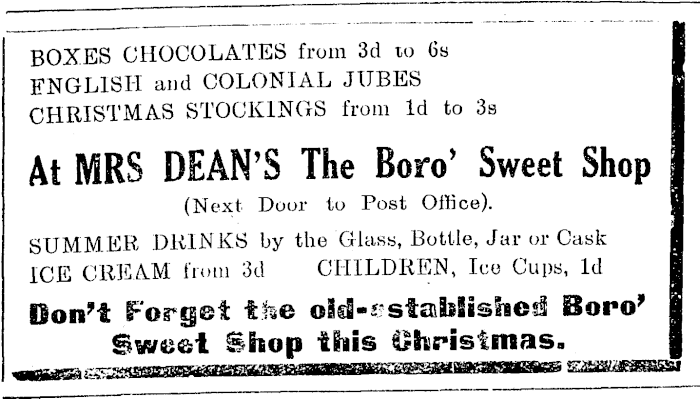 BOXES CHOCOLATES from 3d to 6s
ENGLISH and COLONIAL JUBES
CHRISTMAS STOCKINGS from 1d to 3s
At MRS DEAN'S The Boro' Sweet Shop
(Next Door to Post Office).
SUMMER DRINKS by the Glass, Bottle, Jar or Cask
ICE CREAM from 3d CHILDREN, Ice Cups, 1d
Don't Forget the old-established Boro'
Sweet Shop this Christmas.